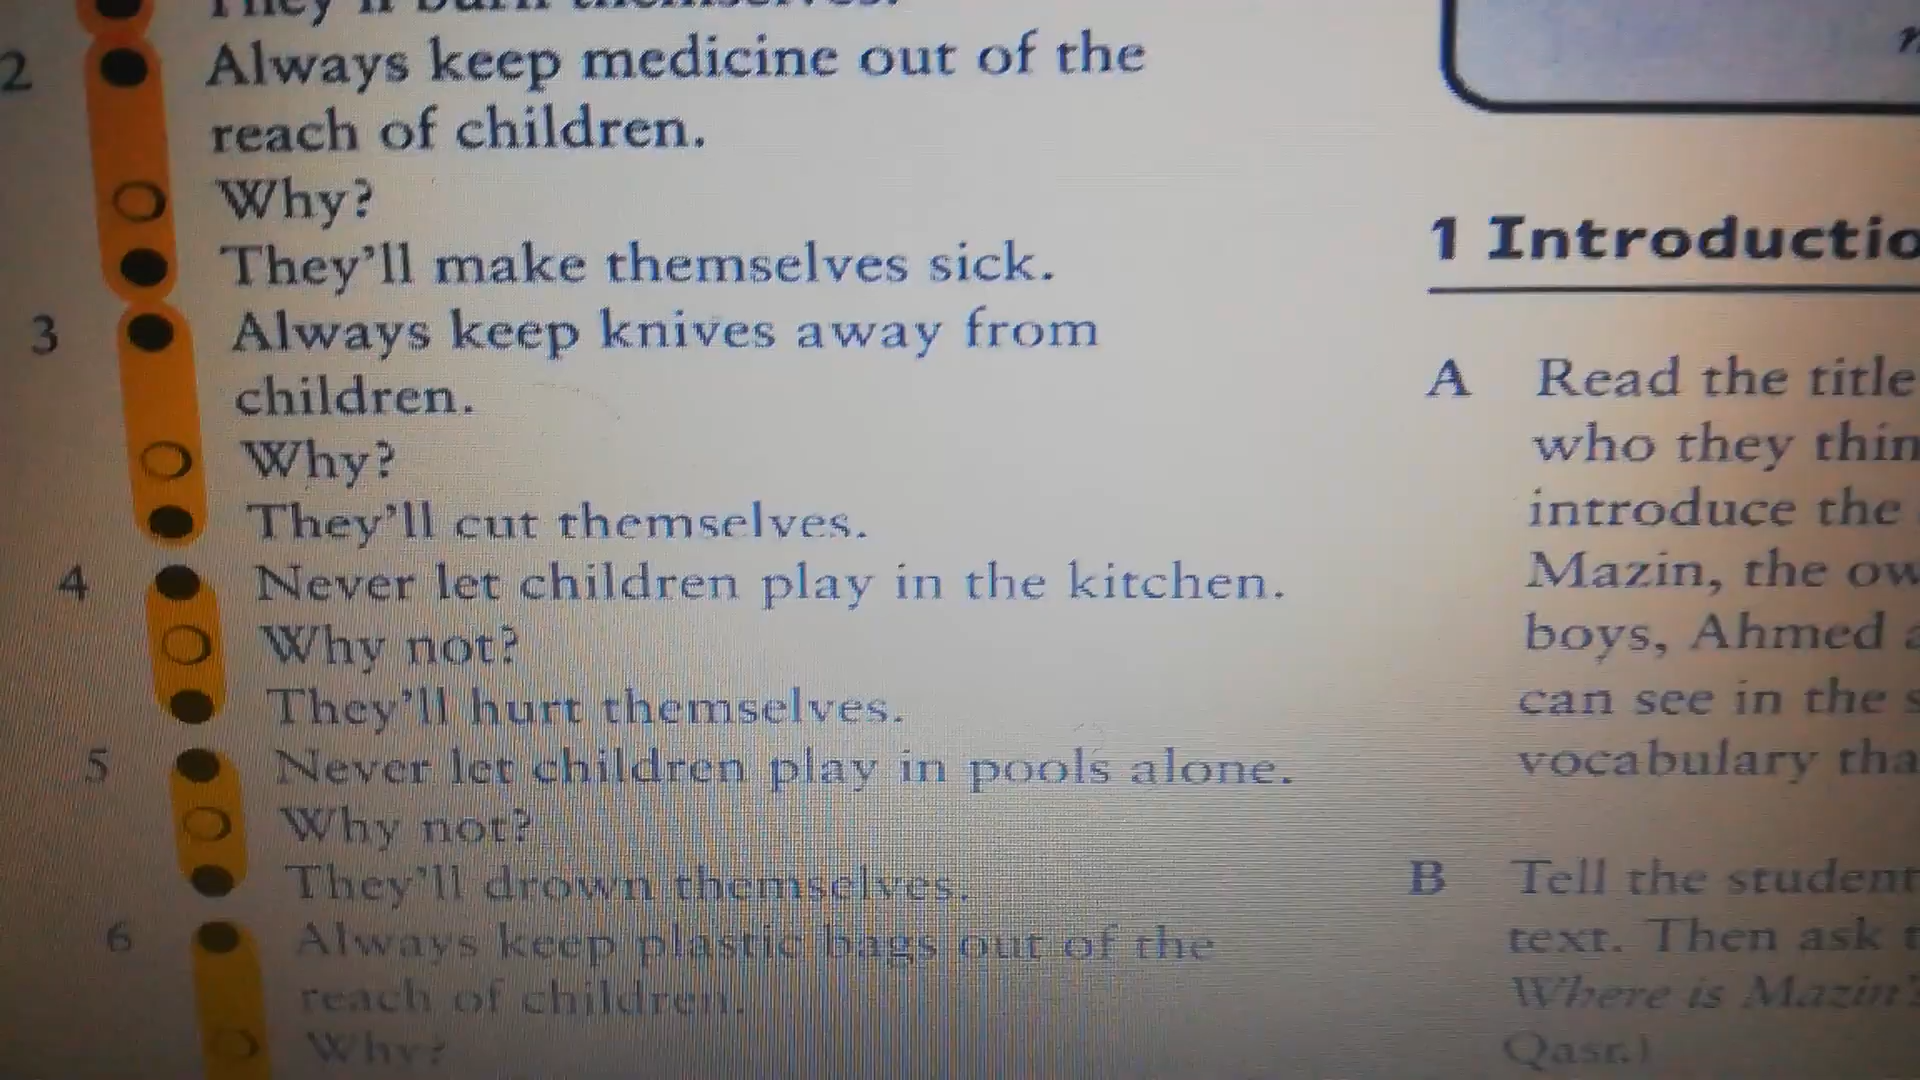 They'll burn themselves.
2 Always keep medicine out of the
reach of children.
Why?
They'll make themselves sick.
3 Always keep knives away from
children.
Why?
They'll cut themselves.
4 Never let children play in the kitchen.
Why not?
They'll hurt themselves.
5 Never let children play in pools alone.
Why not?
They'll drown themselves.
6 Always keep plastic bags out of the
reach of children.
Why?
1 Introductio
A Read the title
who they thin
introduce the
Mazin, the ow
boys, Ahmed a
can see in the s
vocabulary tha
B Tell the student
text. Then ask t
Where is Mazin's
Qasr.)